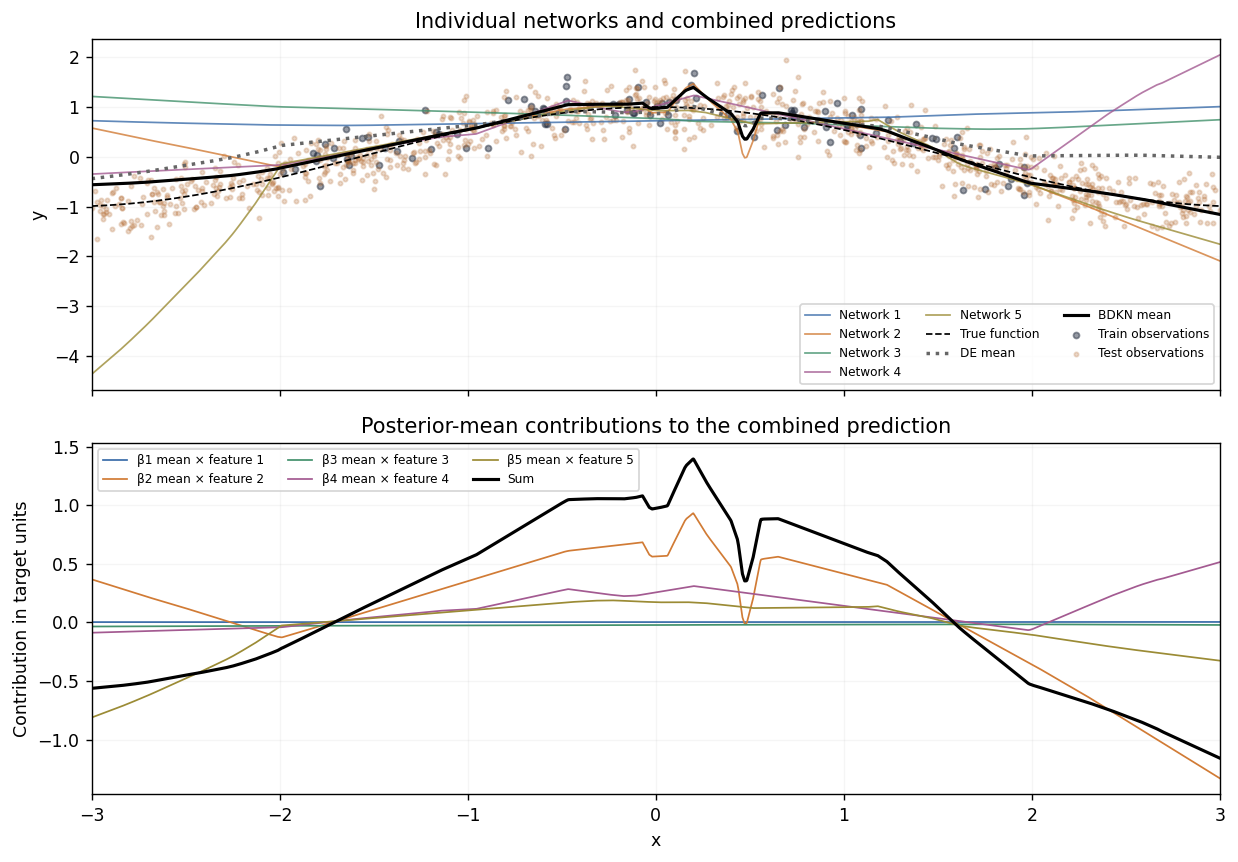 Individual networks and combined predictions
2
1
0
−1
−2
−3
−4
y
Network 1
Network 2
Network 3
Network 4
Network 5
True function
DE mean
BDKN mean
Train observations
Test observations
Posterior-mean contributions to the combined prediction
1.5
1.0
0.5
0.0
−0.5
−1.0
Contribution in target units
β1 mean × feature 1
β2 mean × feature 2
β3 mean × feature 3
β4 mean × feature 4
β5 mean × feature 5
Sum
−3
−2
−1
0
1
2
3
x